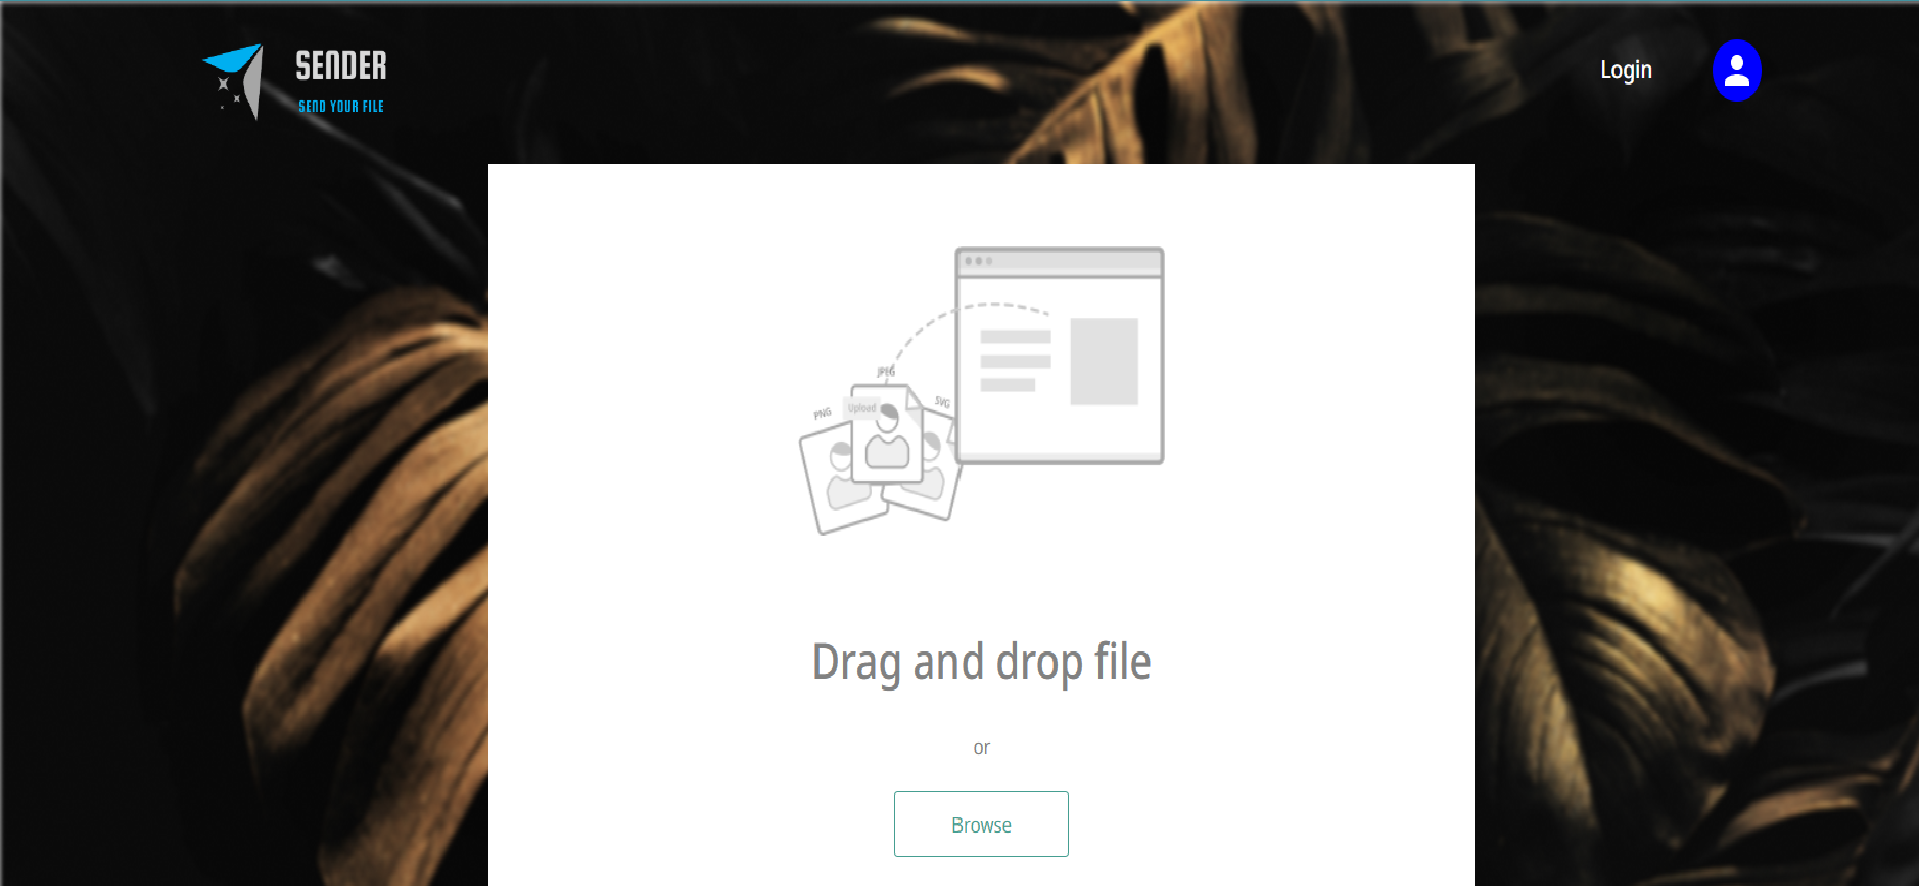 SENDER
SEND YOUR FILE
Login
JPEG
PNG
Upload
SVG
Drag and drop file
or
Browse